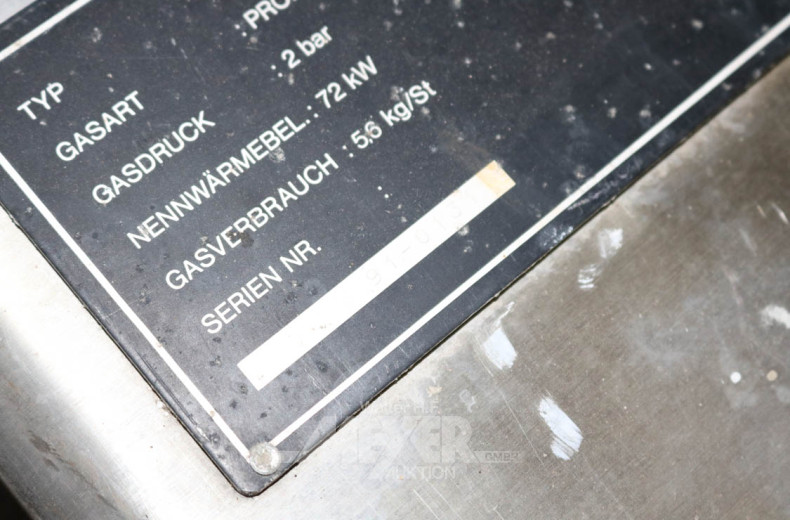 TYP
GASART : PRO
GASDRUCK : 2 bar
NENNWÄRMEBEL.: 72 kW
GASVERBRAUCH : 5.6 kg/St
SERIEN NR. :